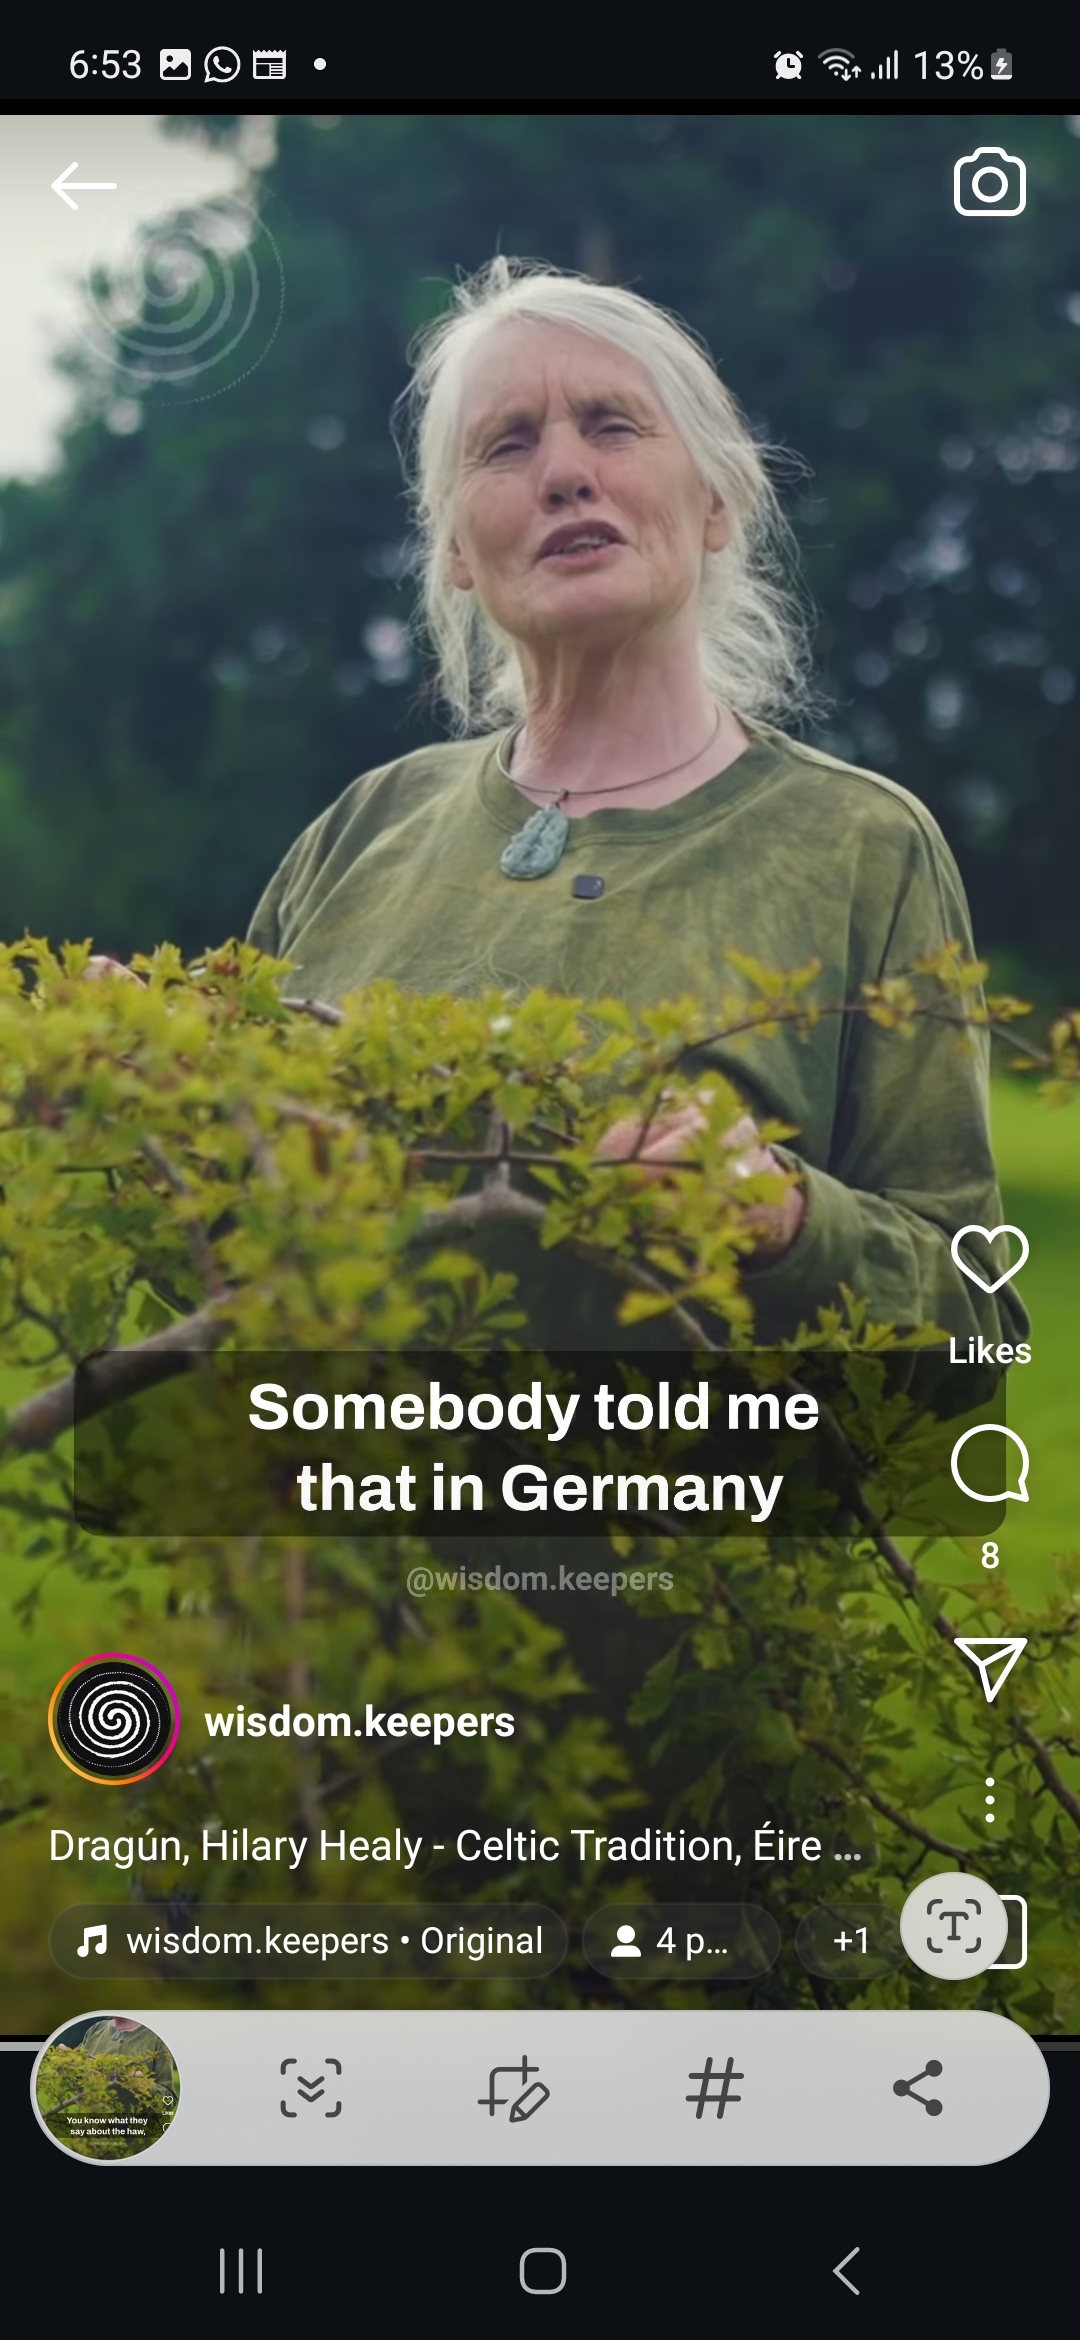 6:53
13%
Somebody told me
that in Germany
@wisdom.keepers
Likes
8
wisdom.keepers
Dragún, Hilary Healy - Celtic Tradition, Éire ...
wisdom.keepers • Original
4 p...
+1
T
You know what they
say about the haw,